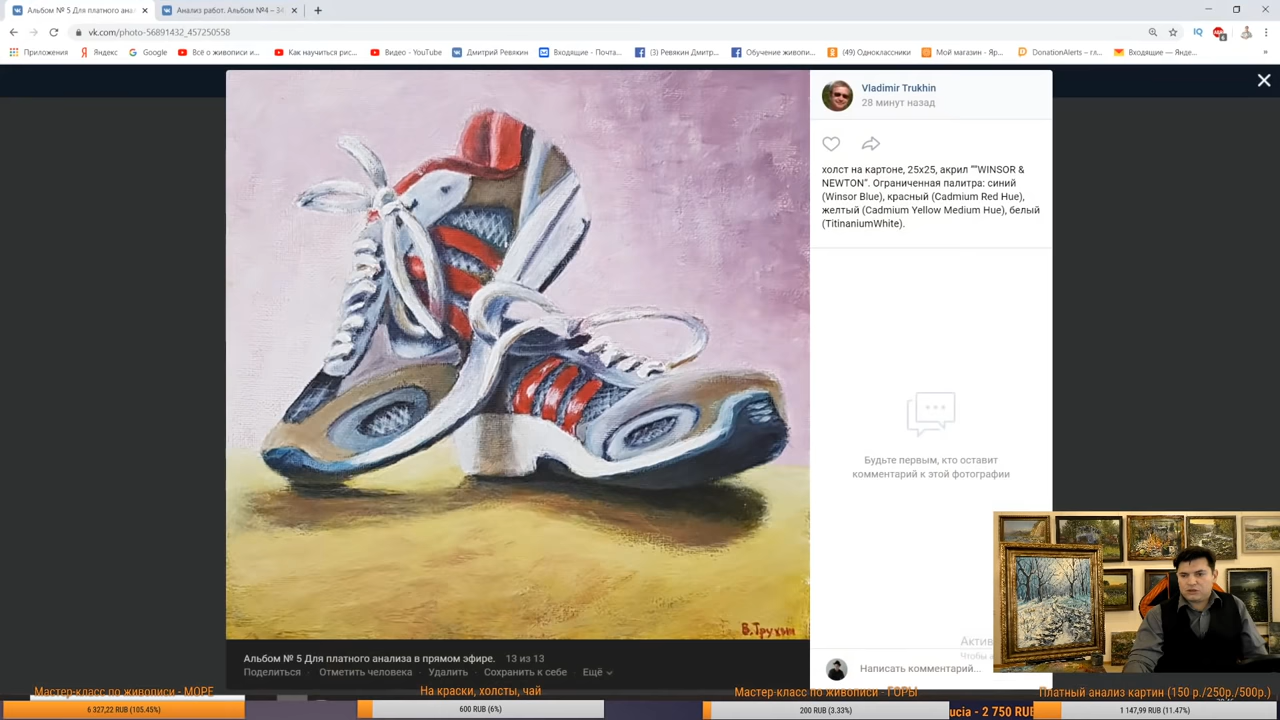 Альбом № 5 Для платного ана
Анализ работ. Альбом №4 – 34
vk.com/photo-56891432_457250558
Приложения
Яндекс
Google
Всё о живописи и...
Как научиться рис...
Видео - YouTube
Дмитрий Ревякин
Входящие - Почта...
(3) Ревякин Дмитр...
Обучение живопи...
(49) Одноклассники
Мой магазин - Яр...
DonationAlerts – гл...
Входящие — Янде...
»
Vladimir Trukhin
28 минут назад
холст на картоне, 25х25, акрил ""WINSOR &
NEWTON". Ограниченная палитра: синий
(Winsor Blue), красный (Cadmium Red Hue),
желтый (Cadmium Yellow Medium Hue), белый
(TitinaniumWhite).
Будьте первым, кто оставит
комментарий к этой фотографии
В.Трухин
Актив
Написать комментарий...
Альбом № 5 Для платного анализа в прямом эфире. 13 из 13
Поделиться Отметить человека Удалить Сохранить к себе Ещё
Мастер-класс по живописи - МОРЕ
6 327,22 RUB (105.45%)
На краски, холсты, чай
600 RUB (6%)
Мастер-класс по живописи - ГОРЫ
200 RUB (3.33%)
ucia - 2 750 RUB
Платный анализ картин (150 р./250р./500р.)
1 147,99 RUB (11.47%)